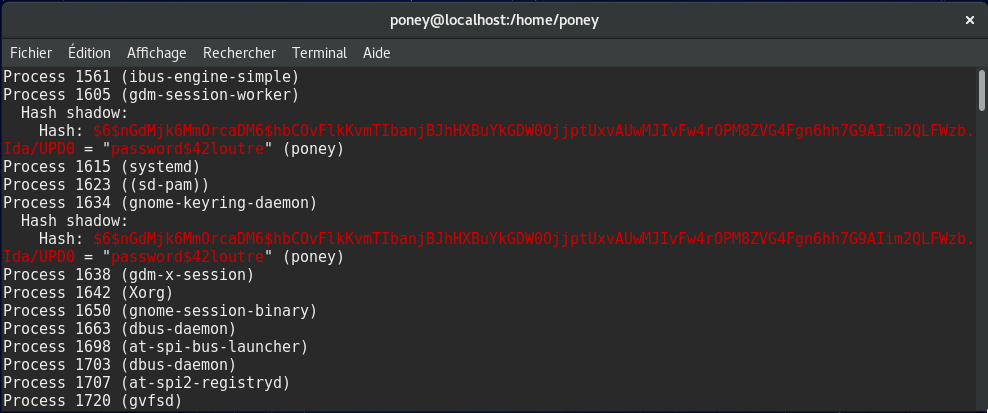 poney@localhost:/home/poney
×
Fichier Édition Affichage Rechercher Terminal Aide
Process 1561 (ibus-engine-simple)
Process 1605 (gdm-session-worker)
  Hash shadow:
    Hash: $6$nGdMjk6MmOrcaDM6$hbCOvFlkKvmTIbanjBJhHXBuYkGDW0OjjptUxvAUwMJIvFw4rOPM8ZVG4Fgn6hh7G9AIim2QLFWzb.
Ida/UPD0 = "password$42loutre" (poney)
Process 1615 (systemd)
Process 1623 ((sd-pam))
Process 1634 (gnome-keyring-daemon)
  Hash shadow:
    Hash: $6$nGdMjk6MmOrcaDM6$hbCOvFlkKvmTIbanjBJhHXBuYkGDW0OjjptUxvAUwMJIvFw4rOPM8ZVG4Fgn6hh7G9AIim2QLFWzb.
Ida/UPD0 = "password$42loutre" (poney)
Process 1638 (gdm-x-session)
Process 1642 (Xorg)
Process 1650 (gnome-session-binary)
Process 1663 (dbus-daemon)
Process 1698 (at-spi-bus-launcher)
Process 1703 (dbus-daemon)
Process 1707 (at-spi2-registryd)
Process 1720 (gvfsd)